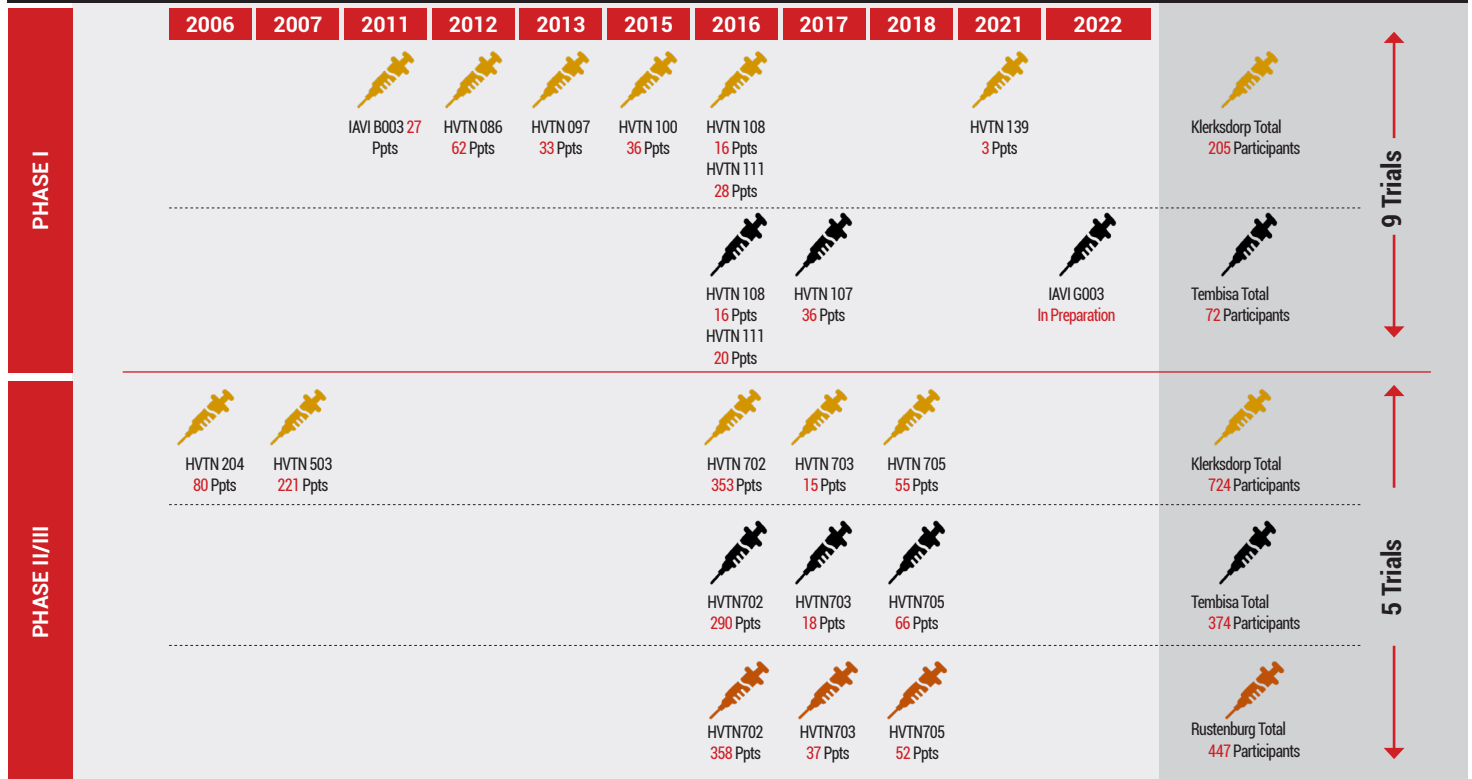 2006 2007 2011 2012 2013 2015 2016 2017 2018 2021 2022
PHASE I
IAVI B003 27
Ppts
HVTN 086
62 Ppts
HVTN 097
33 Ppts
HVTN 100
36 Ppts
HVTN 108
16 Ppts
HVTN 111
28 Ppts
HVTN 139
3 Ppts
Klerksdorp Total
205 Participants
9 Trials
HVTN 108
16 Ppts
HVTN 111
20 Ppts
HVTN 107
36 Ppts
IAVI G003
In Preparation
Tembisa Total
72 Participants
PHASE II/III
HVTN 204
80 Ppts
HVTN 503
221 Ppts
HVTN 702
353 Ppts
HVTN 703
15 Ppts
HVTN 705
55 Ppts
Klerksdorp Total
724 Participants
5 Trials
HVTN702
290 Ppts
HVTN703
18 Ppts
HVTN705
66 Ppts
Tembisa Total
374 Participants
HVTN702
358 Ppts
HVTN703
37 Ppts
HVTN705
52 Ppts
Rustenburg Total
447 Participants